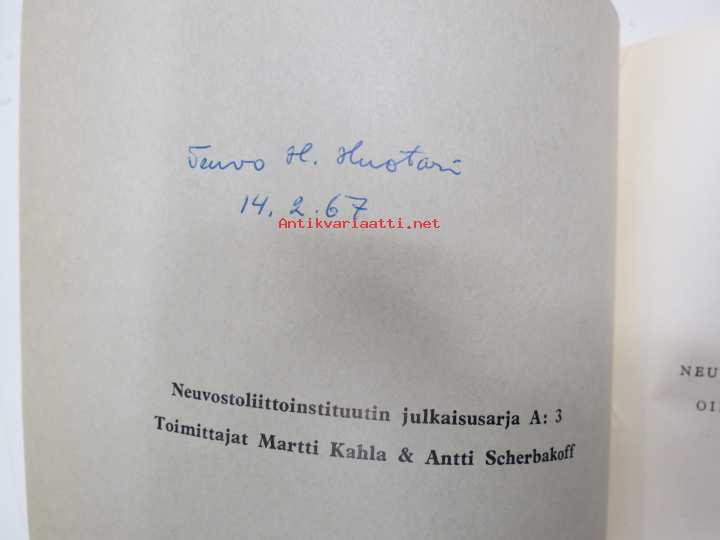 Teuvo H. Huotari
14.2.67
Antikvariaatti.net
Neuvostoliittoinstituutin julkaisusarja A: 3
Toimittajat Martti Kahla & Antti Scherbakoff
NEU
OI